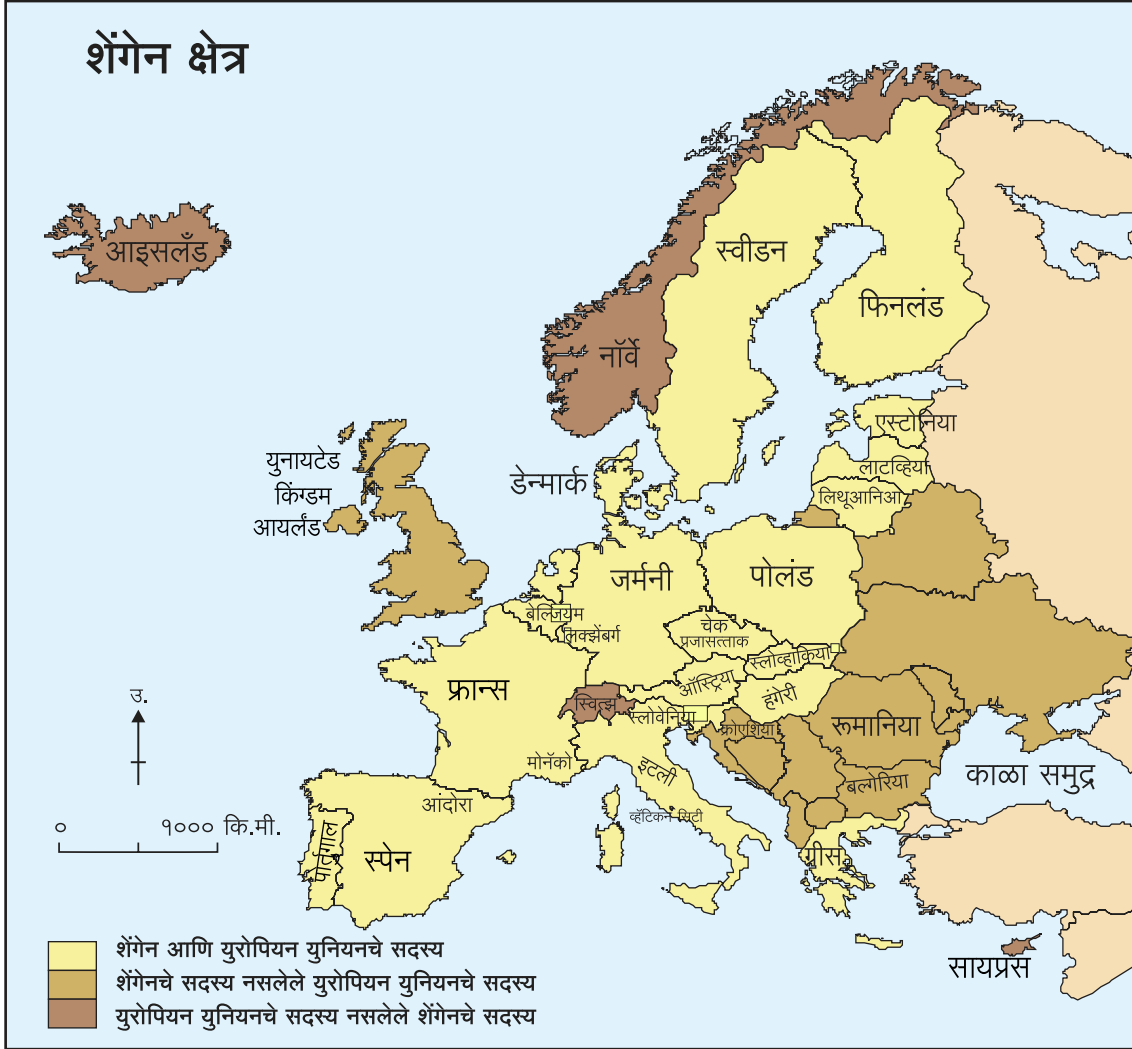 शेंगेन क्षेत्र
आइसलँड
स्वीडन
फिनलंड
नॉर्वे
एस्टोनिया
युनायटेड
किंग्डम
आयर्लंड
डेन्मार्क
लाटव्हिया
लिथूआनिआ
जर्मनी
पोलंड
बेल्जियम
लिक्झेंबर्ग
चेक
प्रजासत्ताक
स्लोव्हाकिया
फ्रान्स
स्वित्झ
ऑस्ट्रिया
हंगेरी
स्लोवेनिया
क्रोएशिया
रूमानिया
उ.
मोनॅको
इटली
बल्गेरिया
काळा समुद्र
आंदोरा
व्हॅटिकन सिटी
० १००० कि.मी.
पोर्तुगाल
स्पेन
ग्रीस
सायप्रस
शेंगेन आणि युरोपियन युनियनचे सदस्य
शेंगेनचे सदस्य नसलेले युरोपियन युनियनचे सदस्य
युरोपियन युनियनचे सदस्य नसलेले शेंगेनचे सदस्य